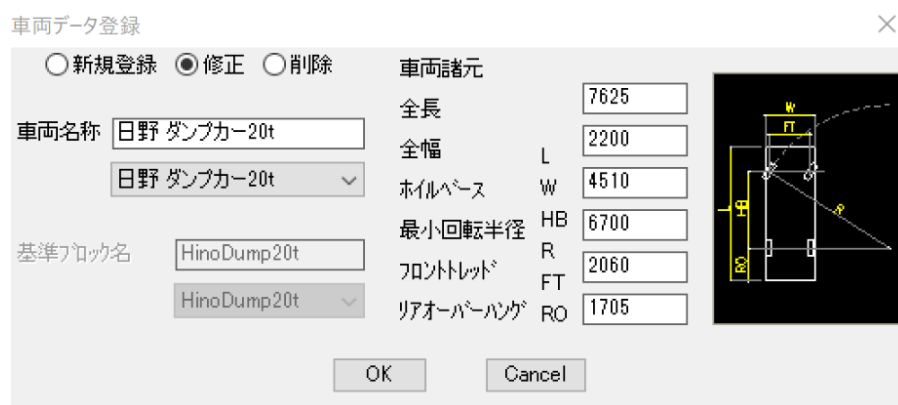 車両データ登録
新規登録 修正 削除
車両名称 日野 ダンプカー20t
日野 ダンプカー20t
基準ブロック名 HinoDump20t
HinoDump20t
車両諸元
全長 L 7625
全幅 W 2200
ホイルベース HB 4510
最小回転半径 R 6700
フロントトレッド FT 2060
リアオーバーハング RO 1705
W
FT
L
HB
R
RO
OK Cancel